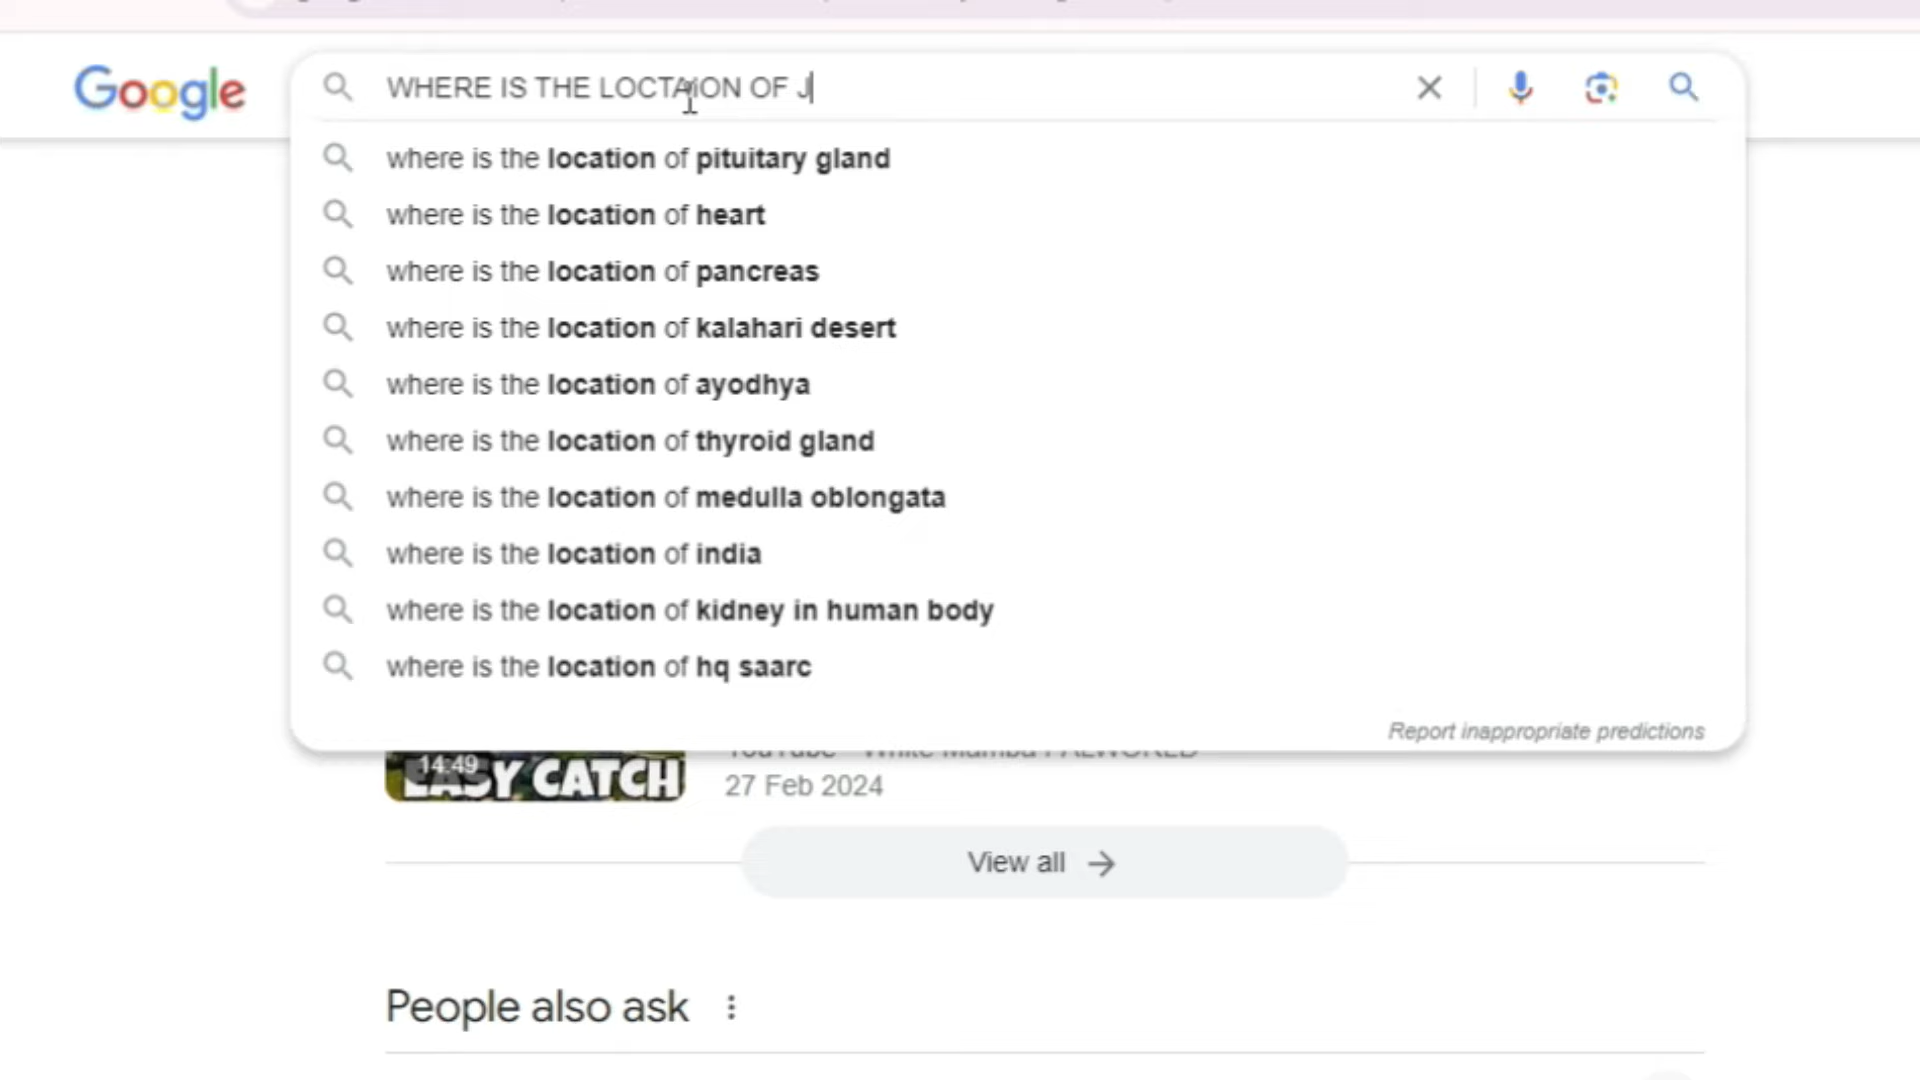 Google
WHERE IS THE LOCTAION OF J
where is the location of pituitary gland
where is the location of heart
where is the location of pancreas
where is the location of kalahari desert
where is the location of ayodhya
where is the location of thyroid gland
where is the location of medulla oblongata
where is the location of india
where is the location of kidney in human body
where is the location of hq saarc
Report inappropriate predictions
14:49
EASY CATCH
27 Feb 2024
View all
People also ask